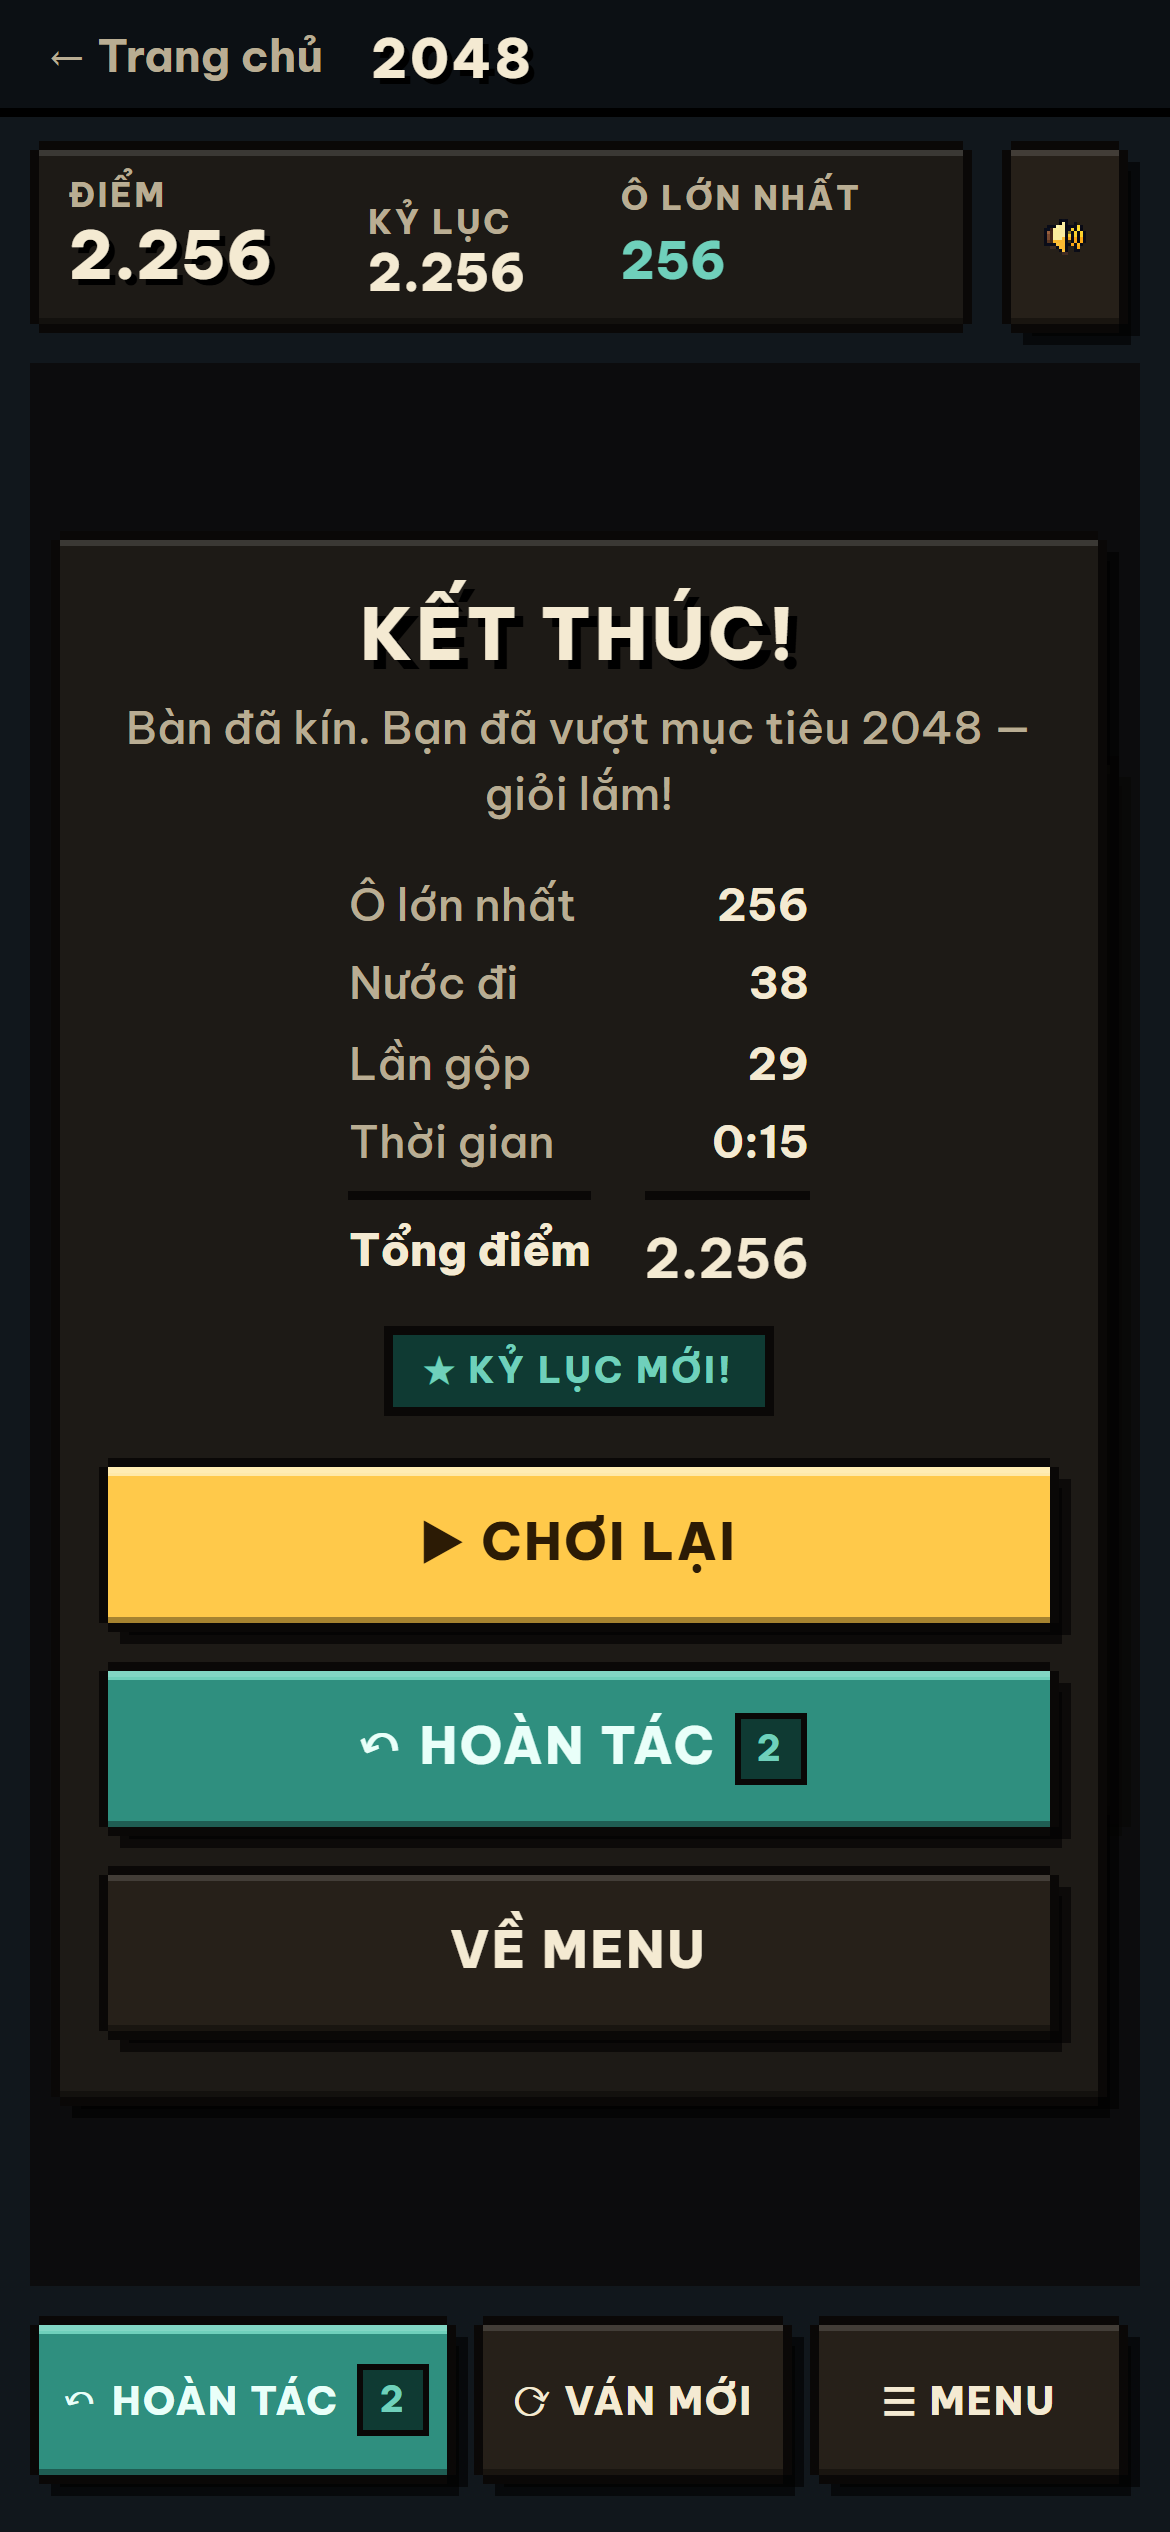 ← Trang chủ 2048
ĐIỂM
2.256
KỶ LỤC
2.256
Ô LỚN NHẤT
256
KẾT THÚC!
Bàn đã kín. Bạn đã vượt mục tiêu 2048 —
giỏi lắm!
Ô lớn nhất 256
Nước đi 38
Lần gộp 29
Thời gian 0:15
Tổng điểm 2.256
★ KỶ LỤC MỚI!
▶ CHƠI LẠI
↶ HOÀN TÁC 2
VỀ MENU
↶ HOÀN TÁC 2
⟳ VÁN MỚI
☰ MENU